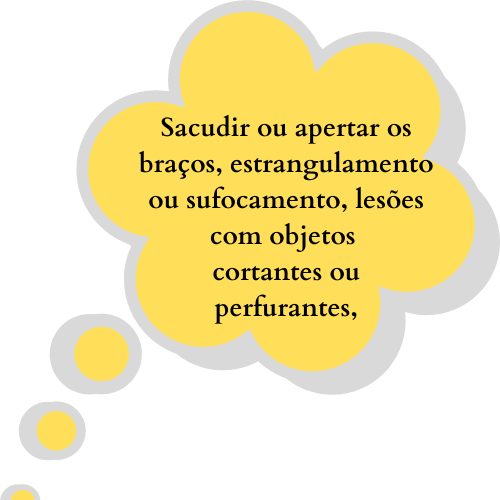 Sacudir ou apertar os
braços, estrangulamento
ou sufocamento, lesões
com objetos
cortantes ou
perfurantes,